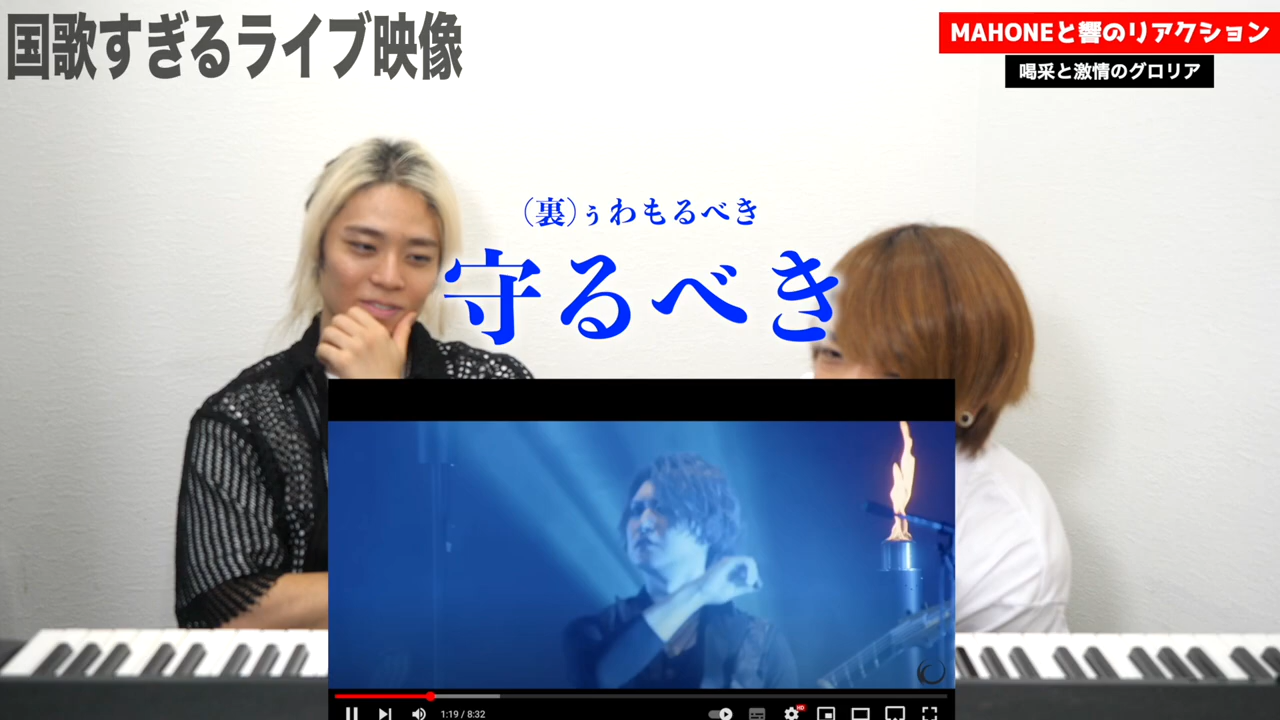 国歌すぎるライブ映像
MAHONEと響のリアクション
喝采と激情のグロリア
（裏）ぅわもるべき
守るべき
HD
1:19 / 8:32